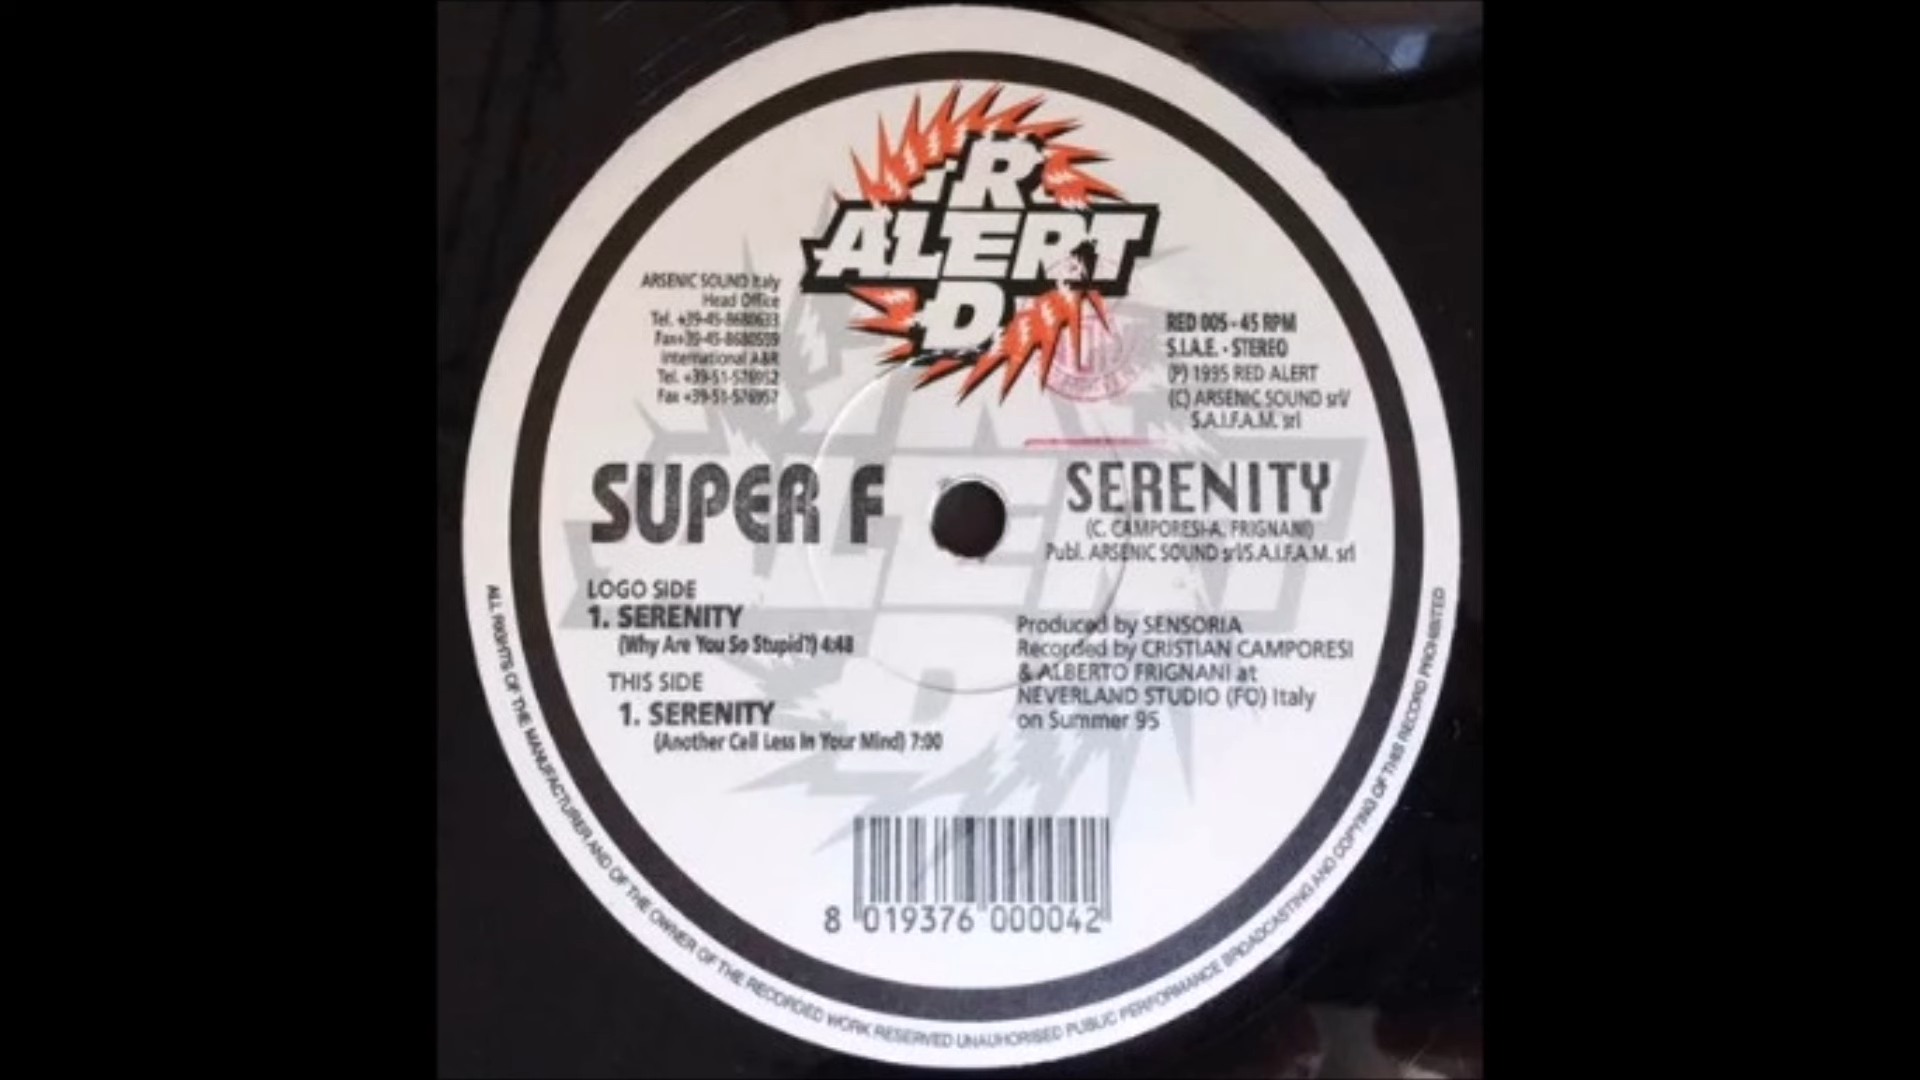 RED
ALERT
ARSENIC SOUND Italy
Head Office
Tel. +39-45-8680633
Fax+39-45-8680599
International A&R
Tel. +39-51-576952
Fax +39-51-576957
RED 005 - 45 RPM
S.I.A.E. - STEREO
(P) 1995 RED ALERT
(C) ARSENIC SOUND srl/
S.A.I.F.A.M. srl
SUPER F
SERENITY
(C. CAMPORESI-A. FRIGNANI)
Publ. ARSENIC SOUND srl/S.A.I.F.A.M. srl
LOGO SIDE
1. SERENITY
(Why Are You So Stupid?) 4:48
THIS SIDE
1. SERENITY
(Another Cell Less In Your Mind) 7:00
Produced by SENSORIA
Recorded by CRISTIAN CAMPORESI
& ALBERTO FRIGNANI at
NEVERLAND STUDIO (FO) Italy
on Summer 95
8 019376 000042
ALL RIGHTS OF THE MANUFACTURER AND OF THE OWNER OF THE RECORDED WORK RESERVED UNAUHORISED PUBLIC PERFORMANCE BROADCASTING AND COPYING OF THIS RECORD PROHIBITED